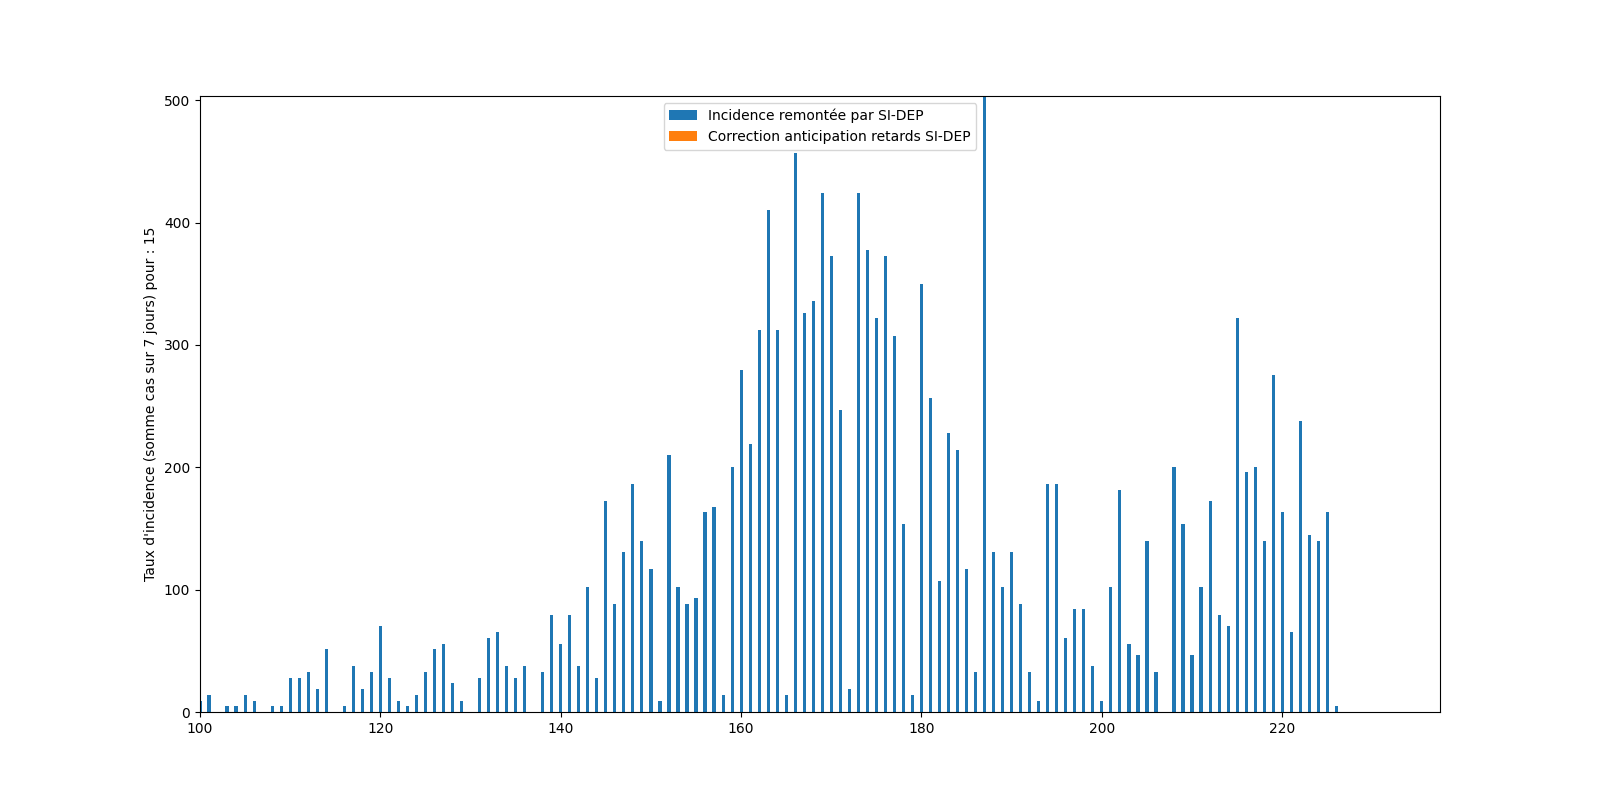 Incidence remontée par SI-DEP
Correction anticipation retards SI-DEP
Taux d'incidence (somme cas sur 7 jours) pour : 15
500
400
300
200
100
0
100 120 140 160 180 200 220